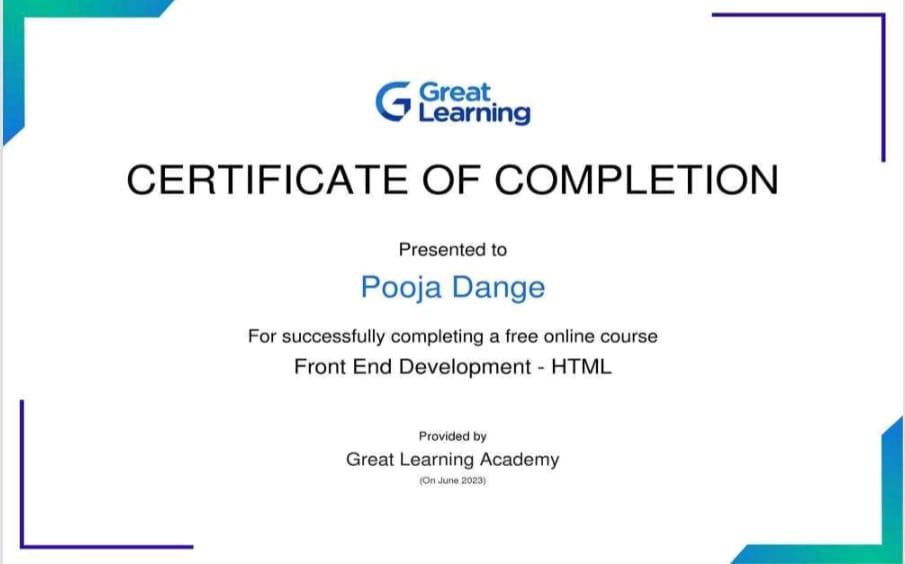 Great
Learning
CERTIFICATE OF COMPLETION
Presented to
Pooja Dange
For successfully completing a free online course
Front End Development - HTML
Provided by
Great Learning Academy
(On June 2023)